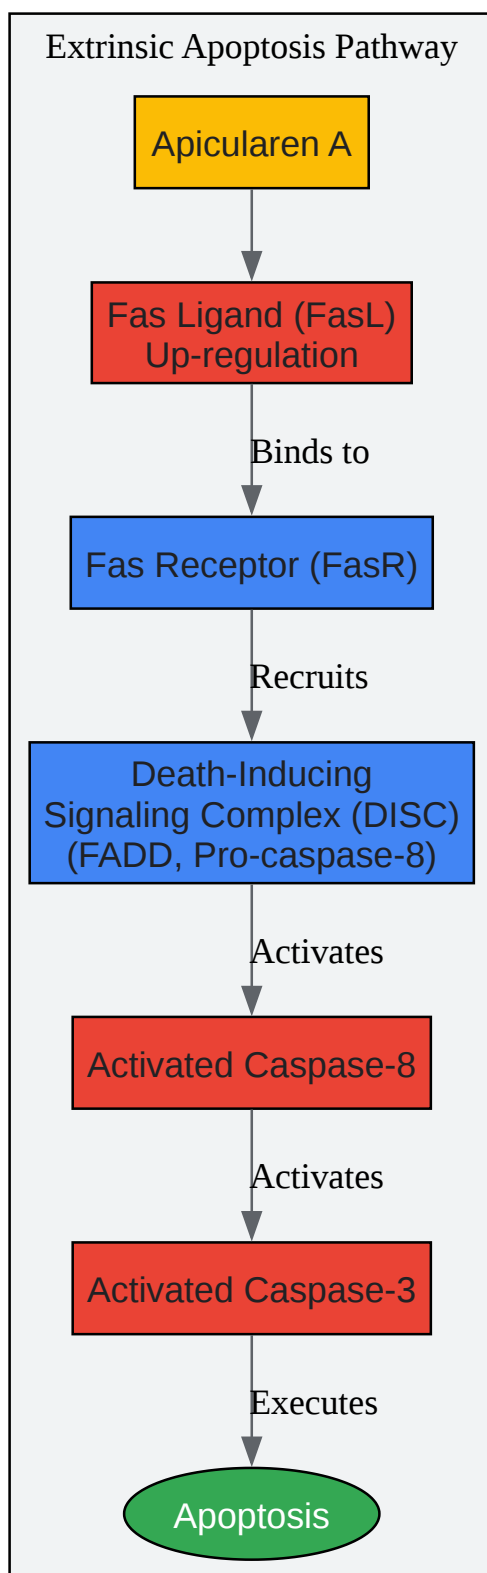 Extrinsic Apoptosis Pathway
Apicularen A
Fas Ligand (FasL)
Up-regulation
Binds to
Fas Receptor (FasR)
Recruits
Death-Inducing
Signaling Complex (DISC)
(FADD, Pro-caspase-8)
Activates
Activated Caspase-8
Activates
Activated Caspase-3
Executes
Apoptosis